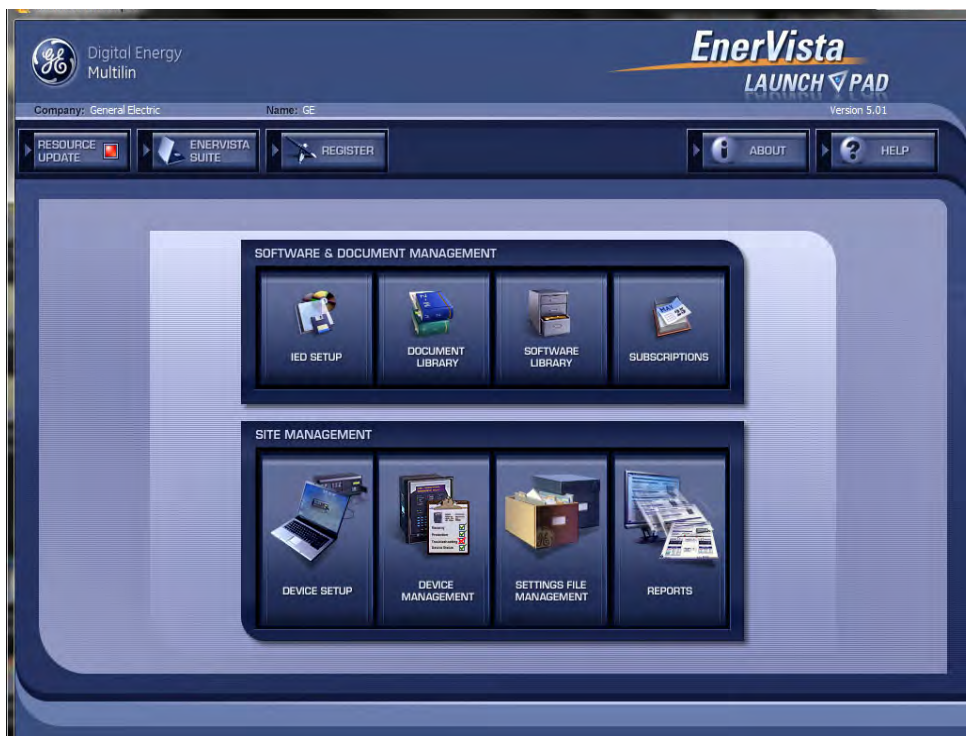 Digital Energy
Multilin
EnerVista
LAUNCH PAD
Company: General Electric
Name: GE
Version 5.01
RESOURCE
UPDATE
ENERVISTA
SUITE
REGISTER
ABOUT
HELP
SOFTWARE & DOCUMENT MANAGEMENT
IED SETUP
DOCUMENT
LIBRARY
SOFTWARE
LIBRARY
MAY
25
SUBSCRIPTIONS
SITE MANAGEMENT
DEVICE SETUP
DEVICE
MANAGEMENT
SETTINGS FILE
MANAGEMENT
REPORTS